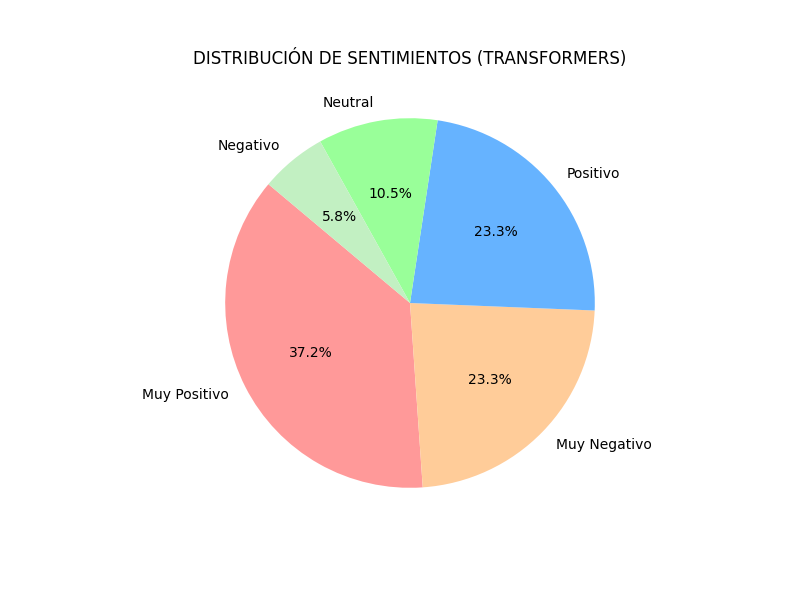 DISTRIBUCIÓN DE SENTIMIENTOS (TRANSFORMERS)
Neutral
Negativo
Positivo
10.5%
5.8%
23.3%
37.2%
23.3%
Muy Positivo
Muy Negativo